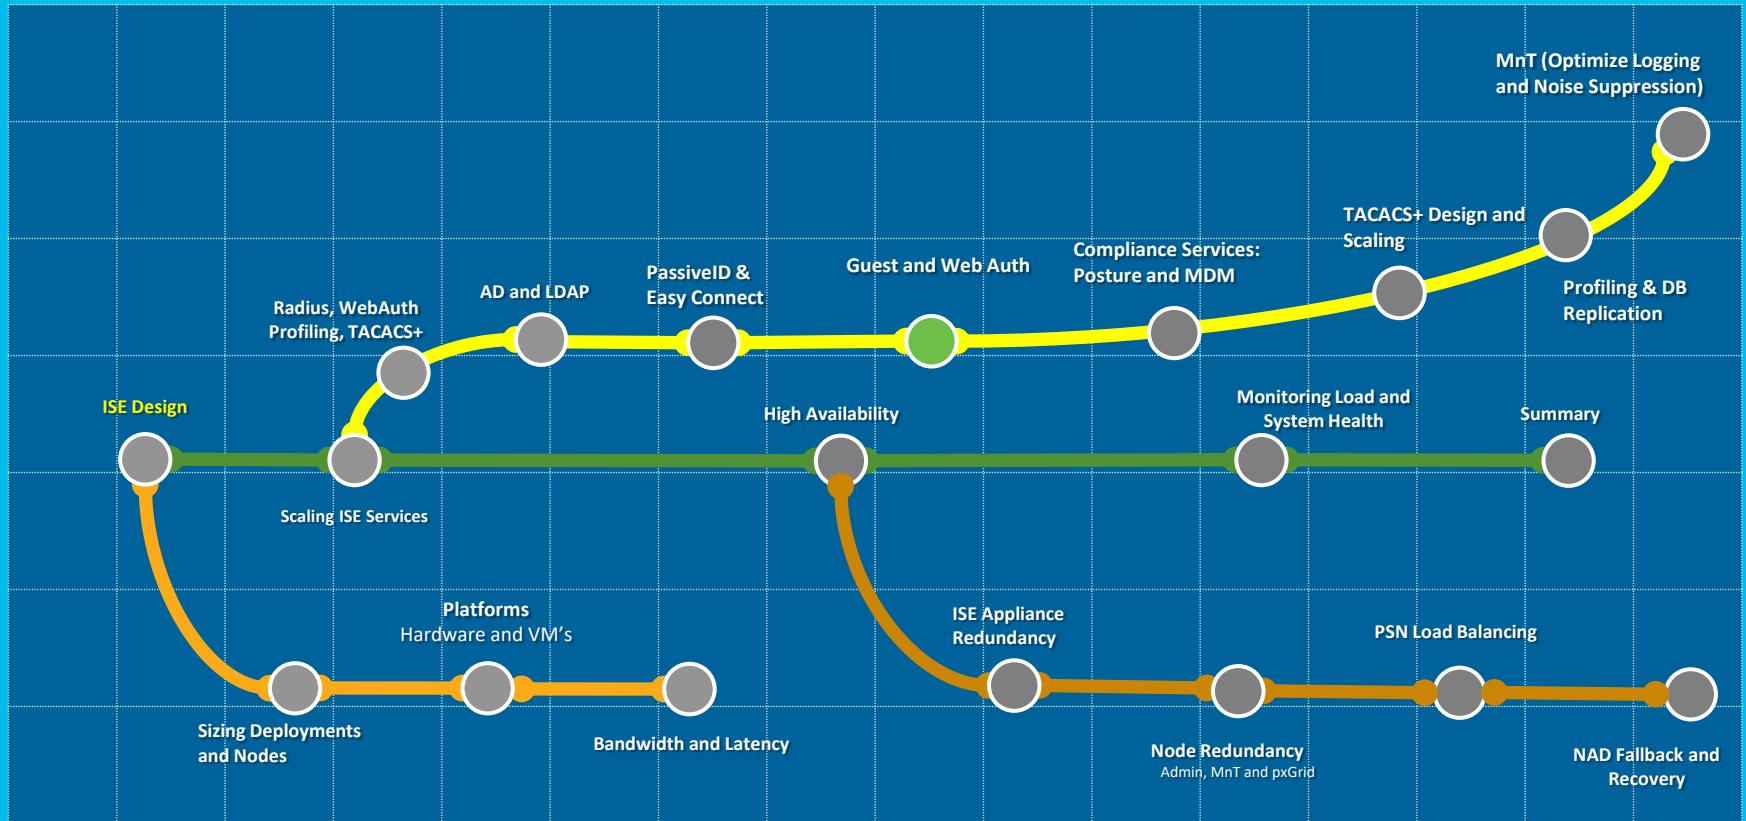 MnT (Optimize Logging
and Noise Suppression)
TACACS+ Design and
Scaling
Compliance Services:
Posture and MDM
Guest and Web Auth
PassiveID &
Easy Connect
AD and LDAP
Radius, WebAuth
Profiling, TACACS+
Profiling & DB
Replication
ISE Design
High Availability
Monitoring Load and
System Health
Summary
Scaling ISE Services
Platforms
Hardware and VM’s
ISE Appliance
Redundancy
PSN Load Balancing
Sizing Deployments
and Nodes
Bandwidth and Latency
Node Redundancy
Admin, MnT and pxGrid
NAD Fallback and
Recovery